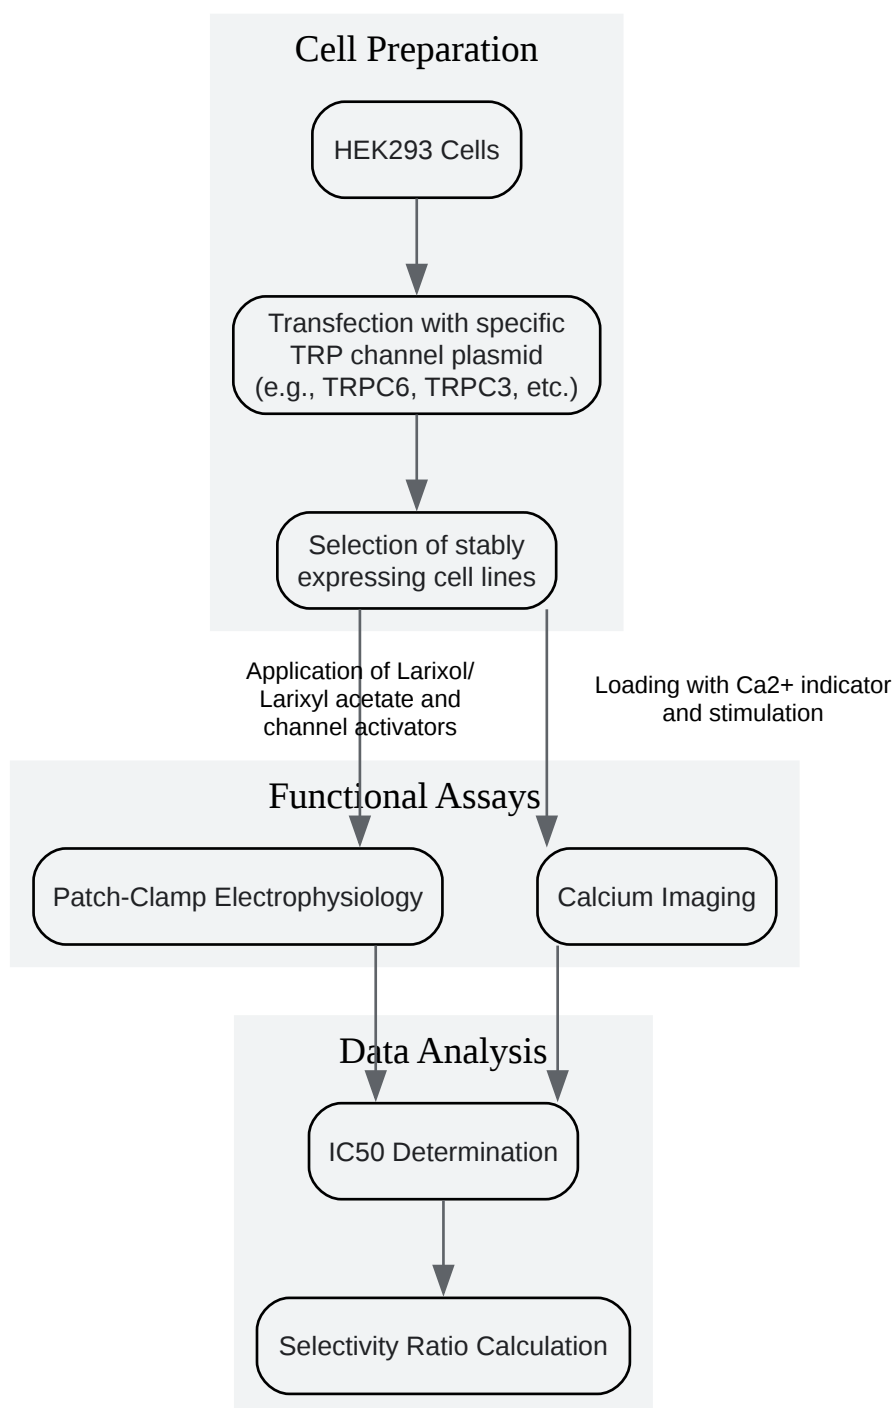 Cell Preparation
HEK293 Cells
Transfection with specific
TRP channel plasmid
(e.g., TRPC6, TRPC3, etc.)
Selection of stably
expressing cell lines
Application of Larixol/
Larixyl acetate and
channel activators
Loading with Ca2+ indicator
and stimulation
Functional Assays
Patch-Clamp Electrophysiology
Calcium Imaging
Data Analysis
IC50 Determination
Selectivity Ratio Calculation